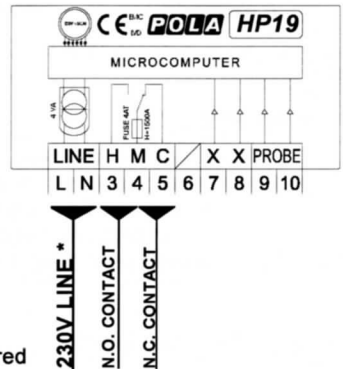 CE B/C I/D POLA HP19
MICROCOMPUTER
4 VA
FUSE 4AT
H=1500A
LINE H M C X X PROBE
L N 3 4 5 6 7 8 9 10
230V LINE *
N.O. CONTACT
N.C. CONTACT
red